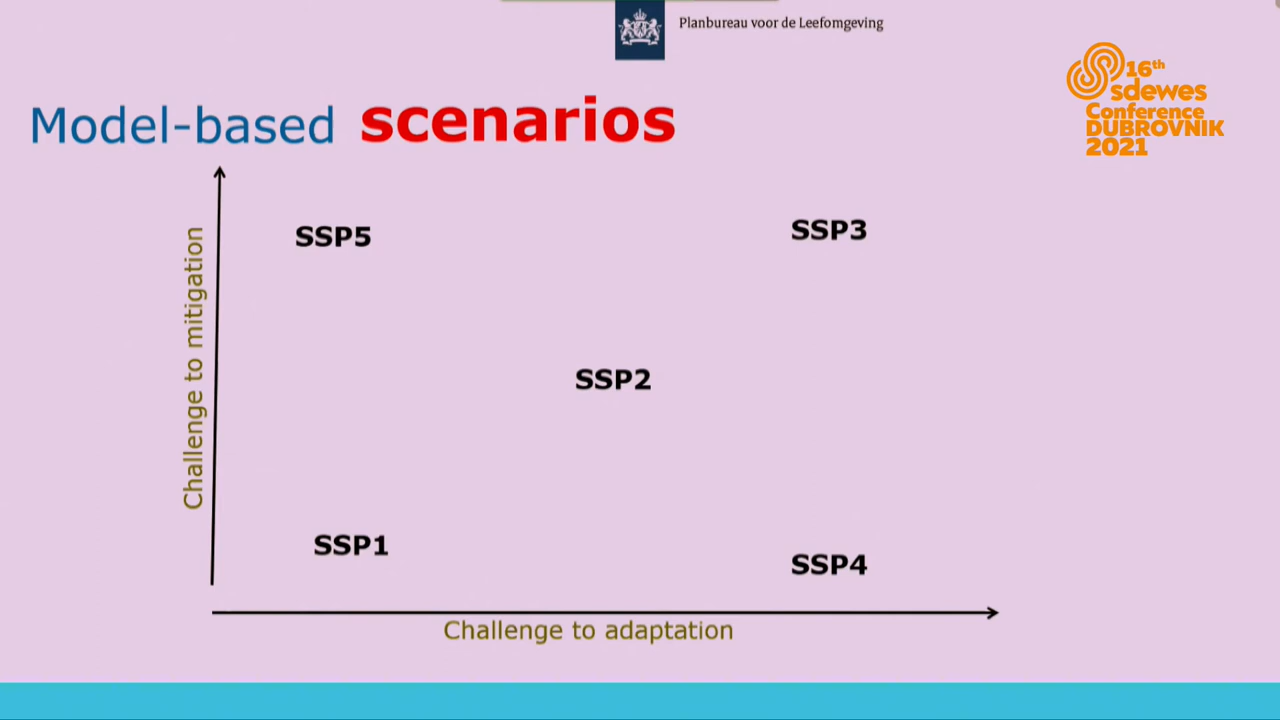 Planbureau voor de Leefomgeving
16th
sdewes
Conference
DUBROVNIK
2021
Model-based scenarios
Challenge to mitigation
SSP5
SSP3
SSP2
SSP1
SSP4
Challenge to adaptation